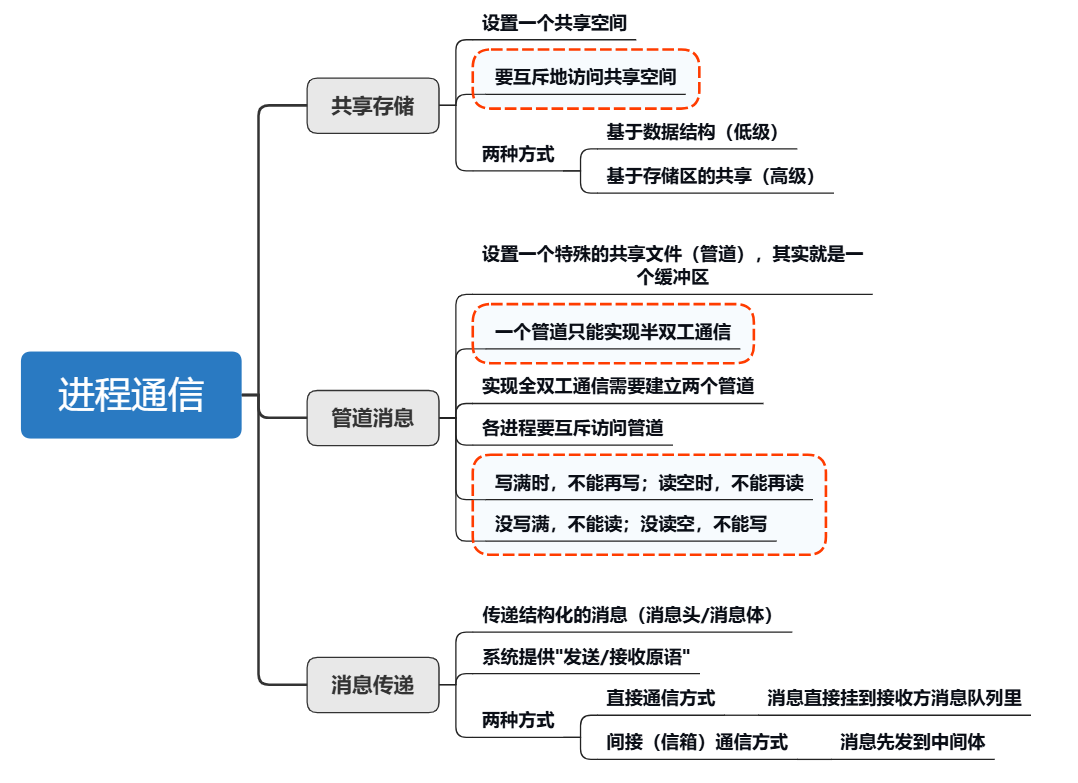 进程通信
共享存储
设置一个共享空间
要互斥地访问共享空间
两种方式
基于数据结构（低级）
基于存储区的共享（高级）
管道消息
设置一个特殊的共享文件（管道），其实就是一
个缓冲区
一个管道只能实现半双工通信
实现全双工通信需要建立两个管道
各进程要互斥访问管道
写满时，不能再写；读空时，不能再读
没写满，不能读；没读空，不能写
消息传递
传递结构化的消息（消息头/消息体）
系统提供"发送/接收原语"
两种方式
直接通信方式
消息直接挂到接收方消息队列里
间接（信箱）通信方式
消息先发到中间体